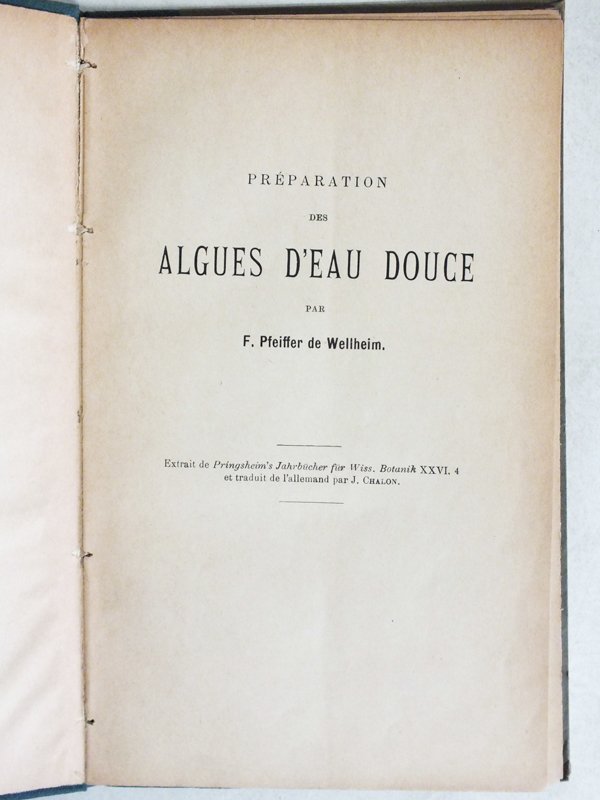 PRÉPARATION
DES
ALGUES D'EAU DOUCE
PAR
F. Pfeiffer de Wellheim.
Extrait de Pringsheim's Jahrbücher für Wiss. Botanik XXVI, 4
et traduit de l'allemand par J. CHALON.